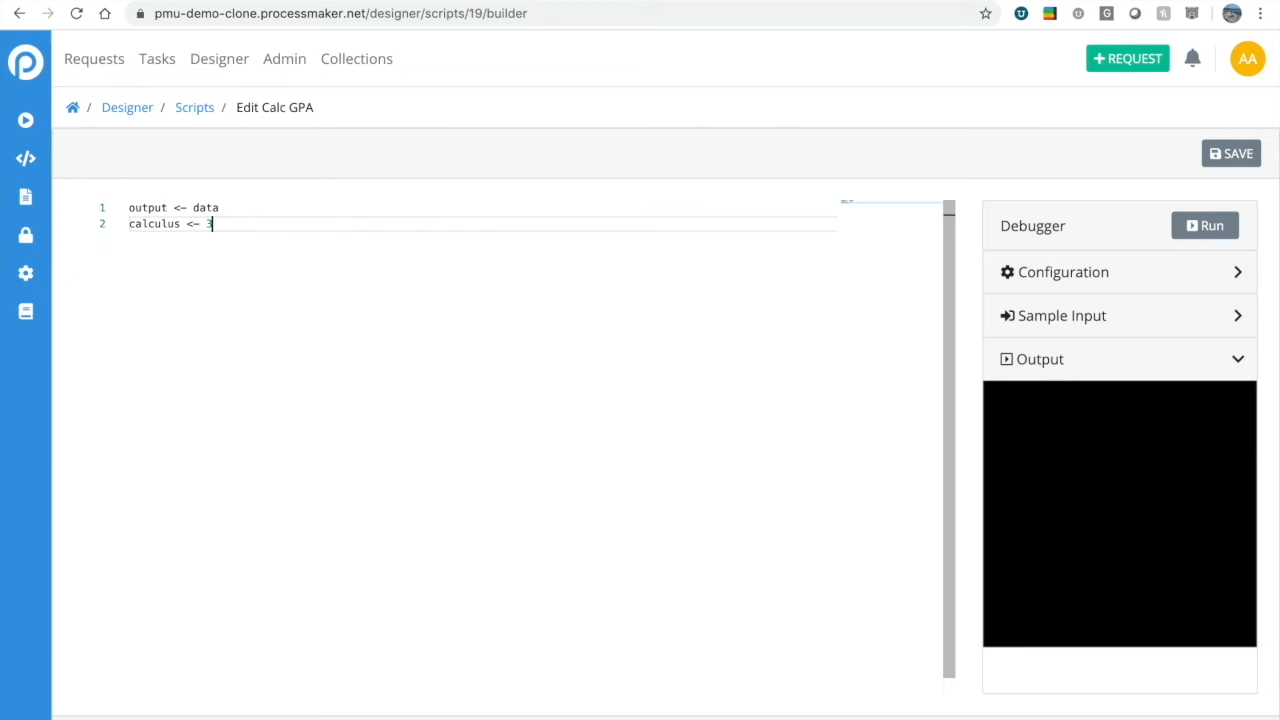 pmu-demo-clone.processmaker.net/designer/scripts/19/builder
Requests Tasks Designer Admin Collections
+ REQUEST
AA
/ Designer / Scripts / Edit Calc GPA
SAVE
1 output <- data
2 calculus <- 3
Debugger
Run
Configuration
Sample Input
Output